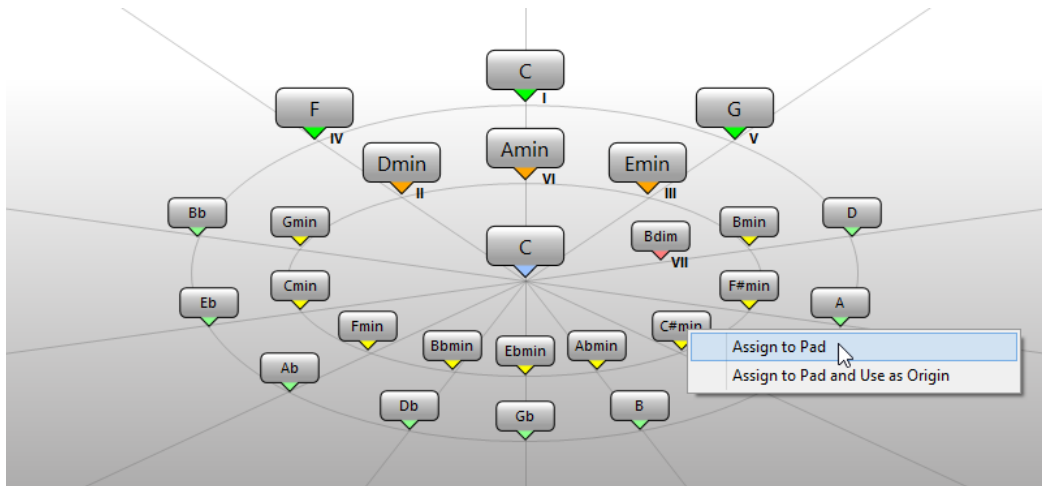 C
I
F
IV
G
V
Dmin
II
Amin
VI
Emin
III
Bb
Gmin
C
Bdim
VII
Bmin
D
Eb
Cmin
F#min
A
Fmin
Bbmin
Ebmin
Abmin
C#min
Ab
Db
Gb
B
Assign to Pad
Assign to Pad and Use as Origin